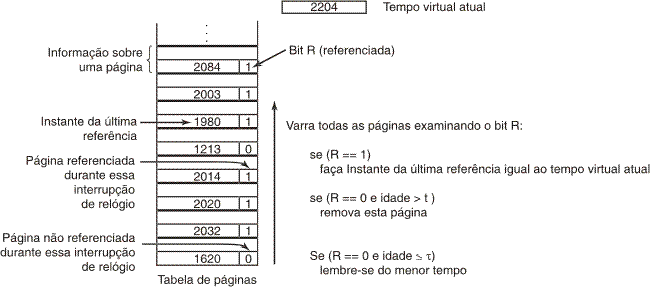 2204 Tempo virtual atual
Informação sobre
uma página
Bit R (referenciada)
2084 1
2003 1
Instante da última
referência
1980 1
1213 0
Página referenciada
durante essa
interrupção
de relógio
2014 1
2020 1
2032 1
Página não referenciada
durante essa interrupção
de relógio
1620 0
Tabela de páginas
Varra todas as páginas examinando o bit R:
se (R == 1)
faça Instante da última referência igual ao tempo virtual atual
se (R == 0 e idade > t )
remova esta página
Se (R == 0 e idade ≤ τ)
lembre-se do menor tempo